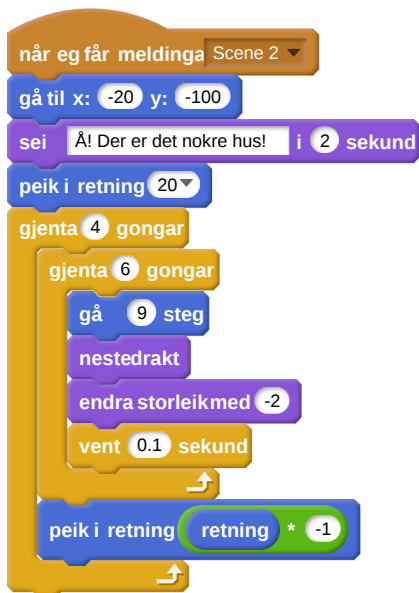 når eg får meldinga Scene 2
gå til x: -20 y: -100
sei Å! Der er det nokre hus! i 2 sekund
peik i retning 20
gjenta 4 gongar
gjenta 6 gongar
gå 9 steg
nestedrakt
endra storleikmed -2
vent 0.1 sekund
peik i retning retning * -1